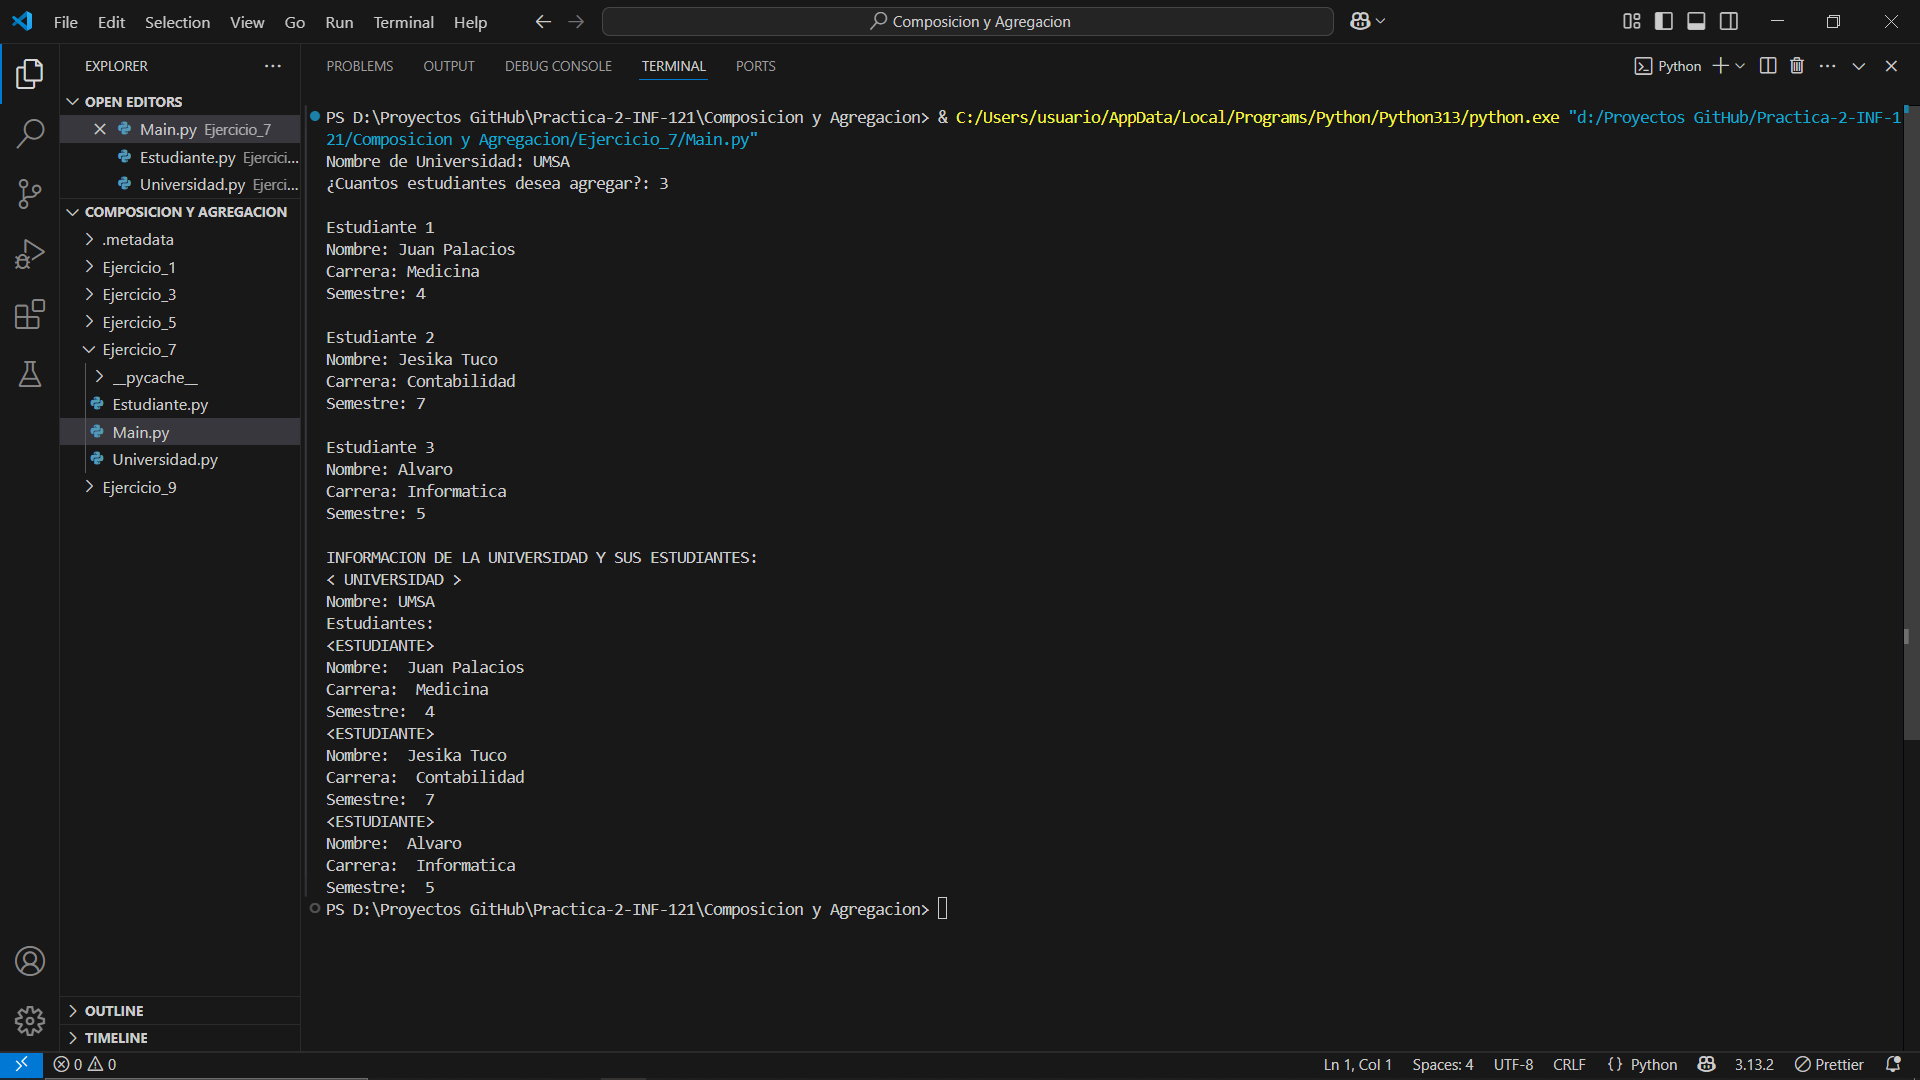 File Edit Selection View Go Run Terminal Help
Composicion y Agregacion
EXPLORER
OPEN EDITORS
Main.py Ejercicio_7
Estudiante.py Ejercici...
Universidad.py Ejerci...
COMPOSICION Y AGREGACION
.metadata
Ejercicio_1
Ejercicio_3
Ejercicio_5
Ejercicio_7
__pycache__
Estudiante.py
Main.py
Universidad.py
Ejercicio_9
OUTLINE
TIMELINE
PROBLEMS OUTPUT DEBUG CONSOLE TERMINAL PORTS
Python
PS D:\Proyectos GitHub\Practica-2-INF-121\Composicion y Agregacion> & C:/Users/usuario/AppData/Local/Programs/Python/Python313/python.exe "d:/Proyectos GitHub/Practica-2-INF-1
21/Composicion y Agregacion/Ejercicio_7/Main.py"
Nombre de Universidad: UMSA
¿Cuantos estudiantes desea agregar?: 3
Estudiante 1
Nombre: Juan Palacios
Carrera: Medicina
Semestre: 4
Estudiante 2
Nombre: Jesika Tuco
Carrera: Contabilidad
Semestre: 7
Estudiante 3
Nombre: Alvaro
Carrera: Informatica
Semestre: 5
INFORMACION DE LA UNIVERSIDAD Y SUS ESTUDIANTES:
< UNIVERSIDAD >
Nombre: UMSA
Estudiantes:
<ESTUDIANTE>
Nombre:  Juan Palacios
Carrera:  Medicina
Semestre:  4
<ESTUDIANTE>
Nombre:  Jesika Tuco
Carrera:  Contabilidad
Semestre:  7
<ESTUDIANTE>
Nombre:  Alvaro
Carrera:  Informatica
Semestre:  5
PS D:\Proyectos GitHub\Practica-2-INF-121\Composicion y Agregacion>
0 0
Ln 1, Col 1 Spaces: 4 UTF-8 CRLF {} Python 3.13.2 Prettier